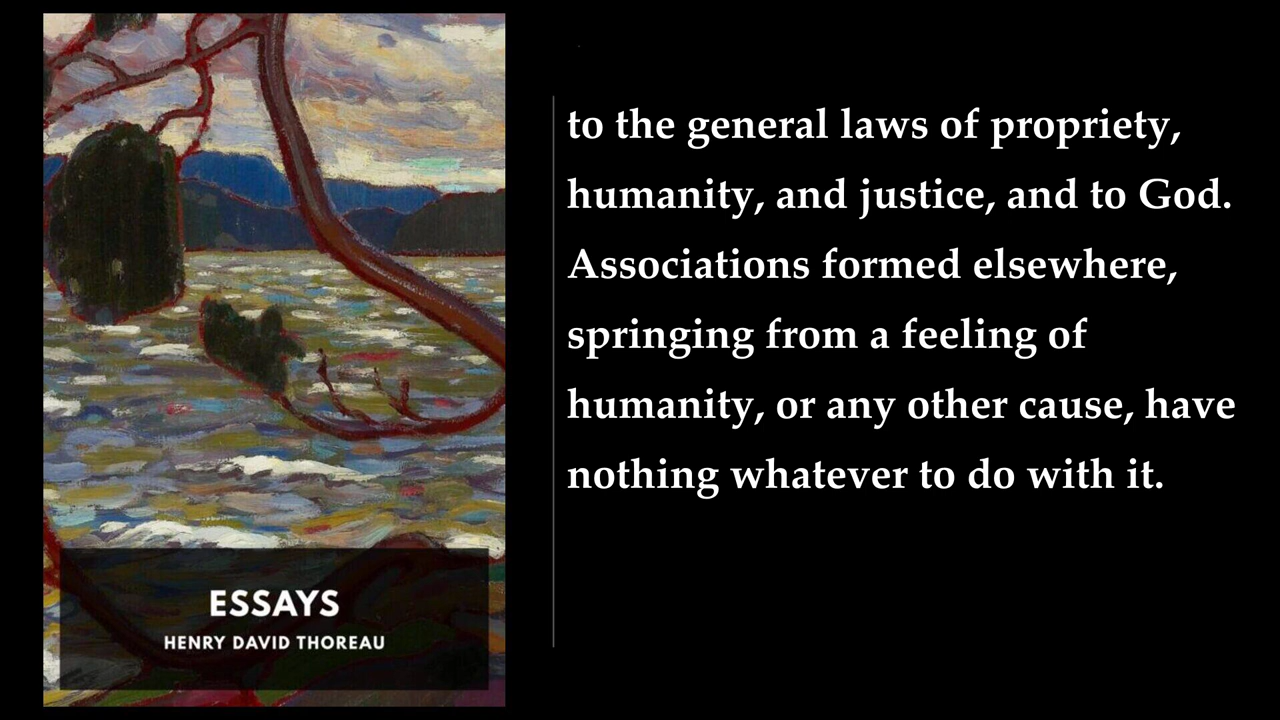 to the general laws of propriety,
humanity, and justice, and to God.
Associations formed elsewhere,
springing from a feeling of
humanity, or any other cause, have
nothing whatever to do with it.
ESSAYS
HENRY DAVID THOREAU